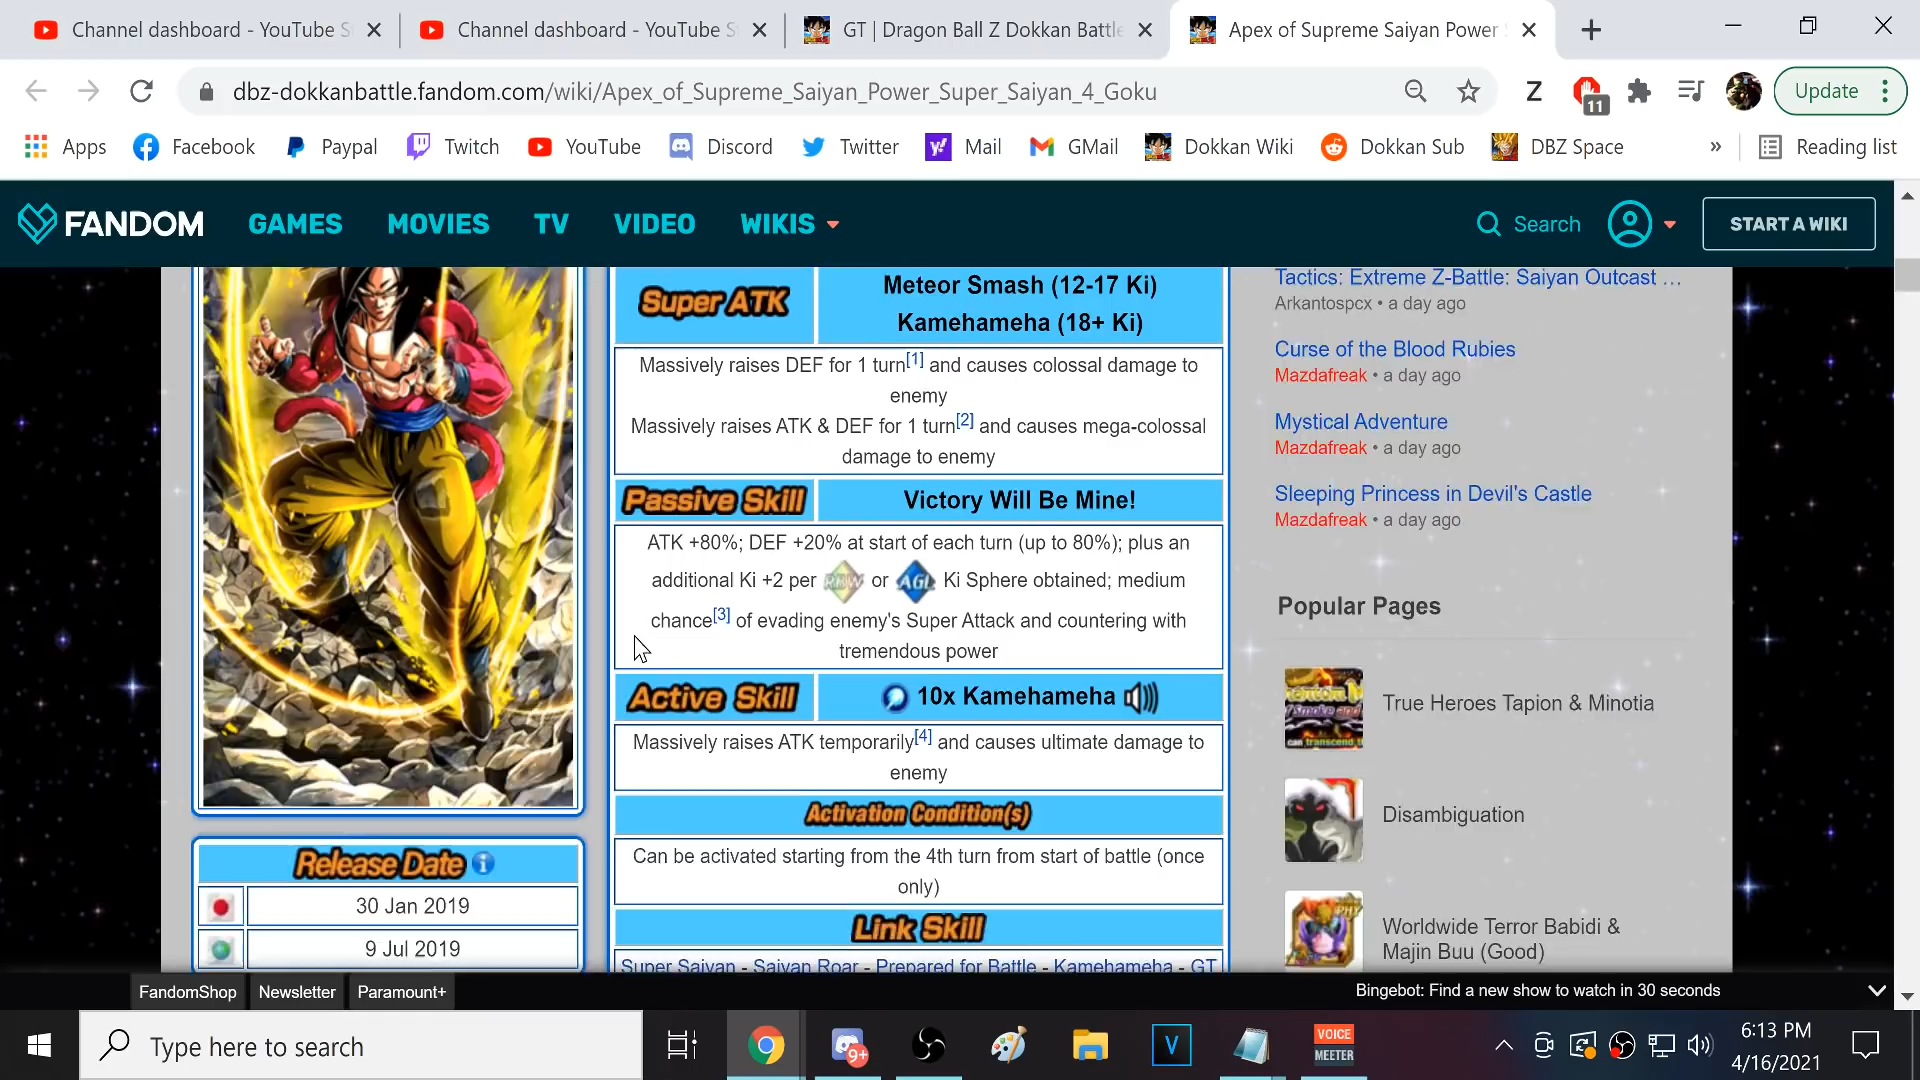 Channel dashboard - YouTube S
Channel dashboard - YouTube S
GT | Dragon Ball Z Dokkan Battle
Apex of Supreme Saiyan Power
dbz-dokkanbattle.fandom.com/wiki/Apex_of_Supreme_Saiyan_Power_Super_Saiyan_4_Goku
Z
11
Update
Apps
Facebook
Paypal
Twitch
YouTube
Discord
Twitter
Mail
GMail
Dokkan Wiki
Dokkan Sub
DBZ Space
»
Reading list
FANDOM
GAMES
MOVIES
TV
VIDEO
WIKIS
Search
START A WIKI
Super ATK
Meteor Smash (12-17 Ki)
Kamehameha (18+ Ki)
Massively raises DEF for 1 turn[1] and causes colossal damage to
enemy
Massively raises ATK & DEF for 1 turn[2] and causes mega-colossal
damage to enemy
Passive Skill
Victory Will Be Mine!
ATK +80%; DEF +20% at start of each turn (up to 80%); plus an
additional Ki +2 per RBW or AGL Ki Sphere obtained; medium
chance[3] of evading enemy's Super Attack and countering with
tremendous power
Active Skill
10x Kamehameha
Massively raises ATK temporarily[4] and causes ultimate damage to
enemy
Activation Condition(s)
Can be activated starting from the 4th turn from start of battle (once
only)
Link Skill
Super Saiyan - Saiyan Roar - Prepared for Battle - Kamehameha - GT
Release Date
30 Jan 2019
9 Jul 2019
Tactics: Extreme Z-Battle: Saiyan Outcast ...
Arkantospcx • a day ago
Curse of the Blood Rubies
Mazdafreak • a day ago
Mystical Adventure
Mazdafreak • a day ago
Sleeping Princess in Devil's Castle
Mazdafreak • a day ago
Popular Pages
True Heroes Tapion & Minotia
Disambiguation
Worldwide Terror Babidi &
Majin Buu (Good)
FandomShop
Newsletter
Paramount+
Bingebot: Find a new show to watch in 30 seconds
Type here to search
9+
V
VOICE
MEETER
6:13 PM
4/16/2021